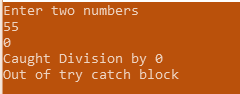 Enter two numbers
55
0
Caught Division by 0
Out of try catch block